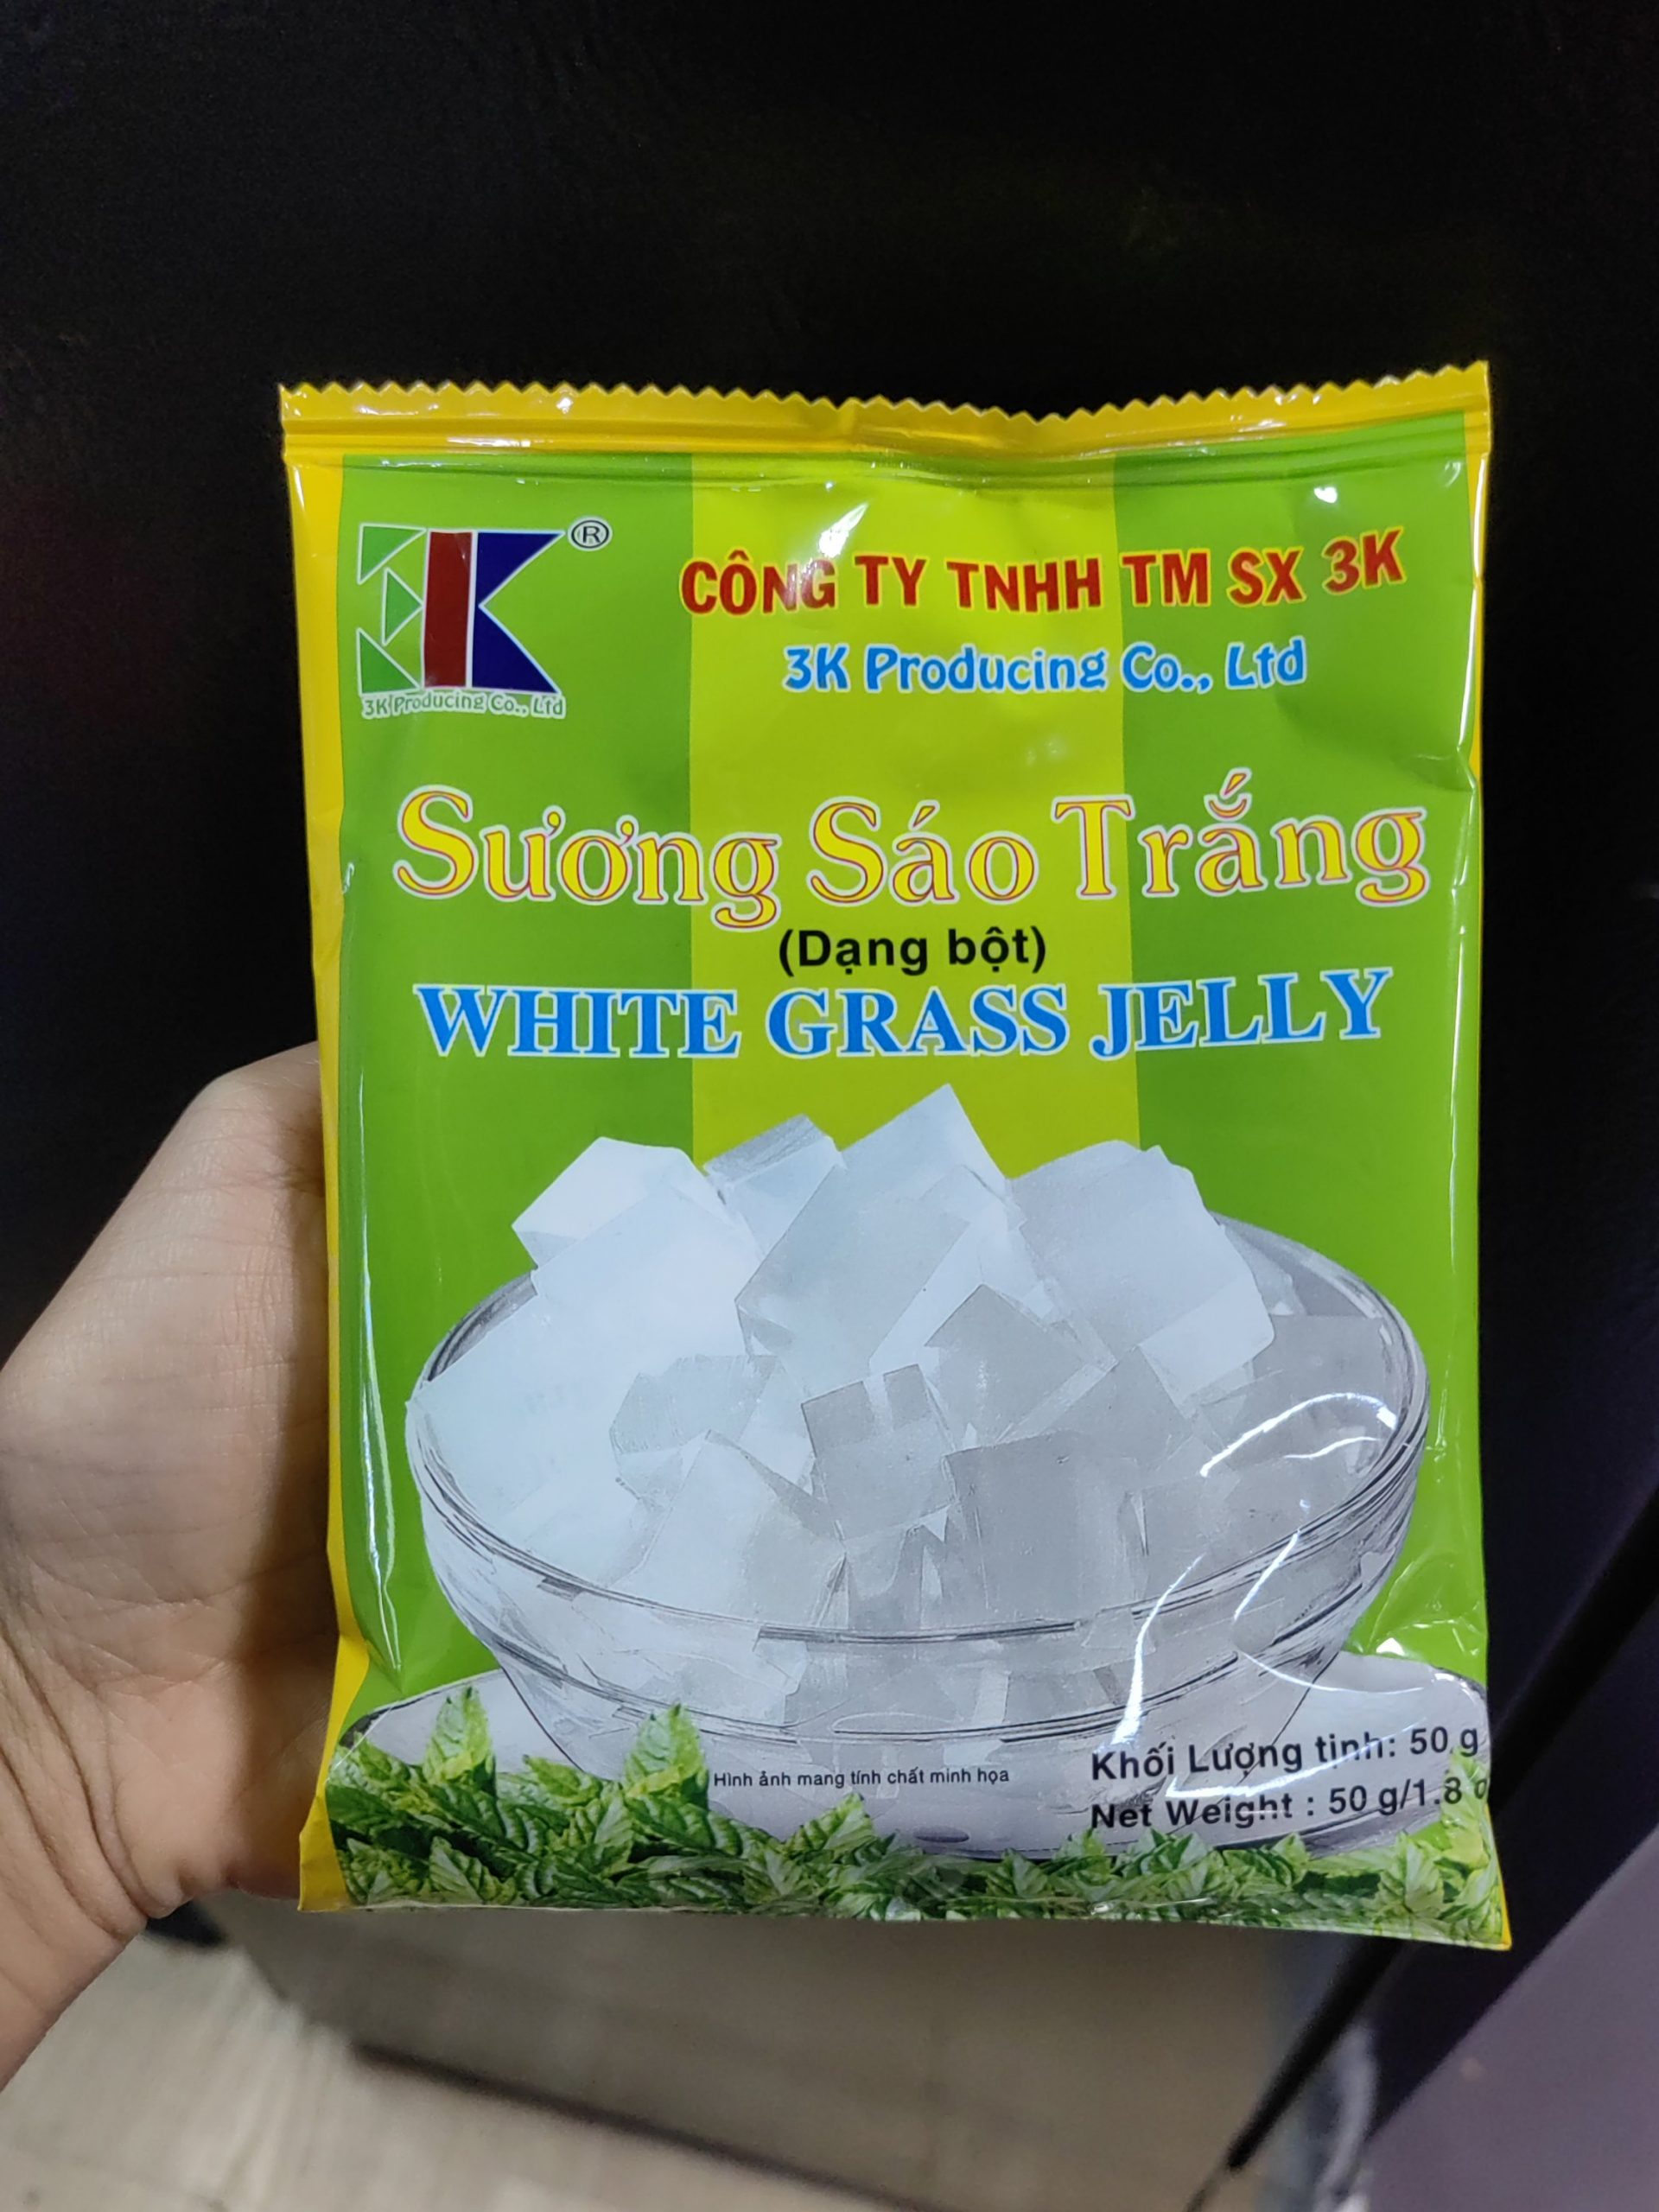 ®
3K Producing Co., Ltd
CÔNG TY TNHH TM SX 3K
3K Producing Co., Ltd
Sương Sáo Trắng
(Dạng bột)
WHITE GRASS JELLY
Hình ảnh mang tính chất minh họa
Khối Lượng tịnh: 50 g
Net Weight : 50 g/1.8